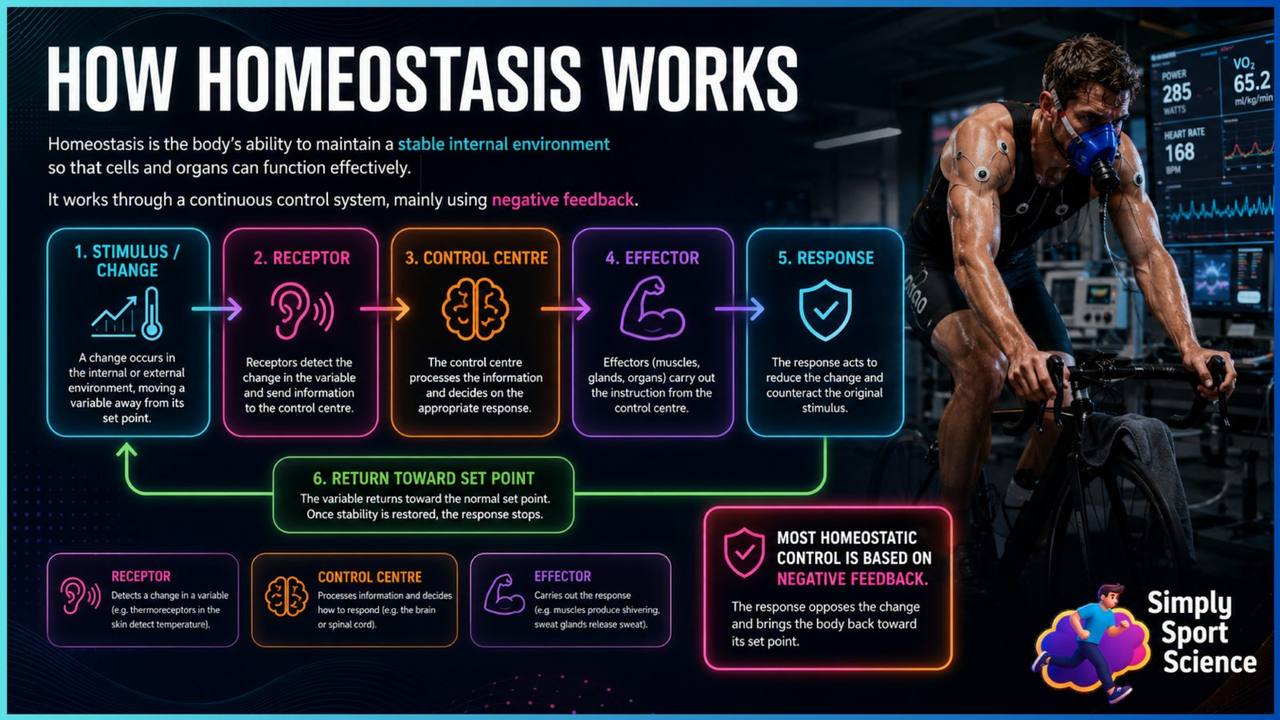 HOW HOMEOSTASIS WORKS
Homeostasis is the body's ability to maintain a stable internal environment
so that cells and organs can function effectively.
It works through a continuous control system, mainly using negative feedback.
1. STIMULUS /
CHANGE
A change occurs in
the internal or external
environment, moving a
variable away from its
set point.
2. RECEPTOR
Receptors detect the
change in the variable
and send information
to the control centre.
3. CONTROL CENTRE
The control centre
processes the information
and decides on the
appropriate response.
4. EFFECTOR
Effectors (muscles,
glands, organs) carry out
the instruction from the
control centre.
5. RESPONSE
The response acts to
reduce the change and
counteract the original
stimulus.
6. RETURN TOWARD SET POINT
The variable returns toward the normal set point.
Once stability is restored, the response stops.
RECEPTOR
Detects a change in a variable
(e.g. thermoreceptors in the
skin detect temperature).
CONTROL CENTRE
Processes information and decides
how to respond (e.g. the brain
or spinal cord).
EFFECTOR
Carries out the response
(e.g. muscles produce shivering,
sweat glands release sweat).
MOST HOMEOSTATIC
CONTROL IS BASED ON
NEGATIVE FEEDBACK.
The response opposes the change
and brings the body back toward
its set point.
POWER
285
WATTS
VO₂
65.2
ml/kg/min
HEART RATE
168
BPM
Simply
Sport
Science